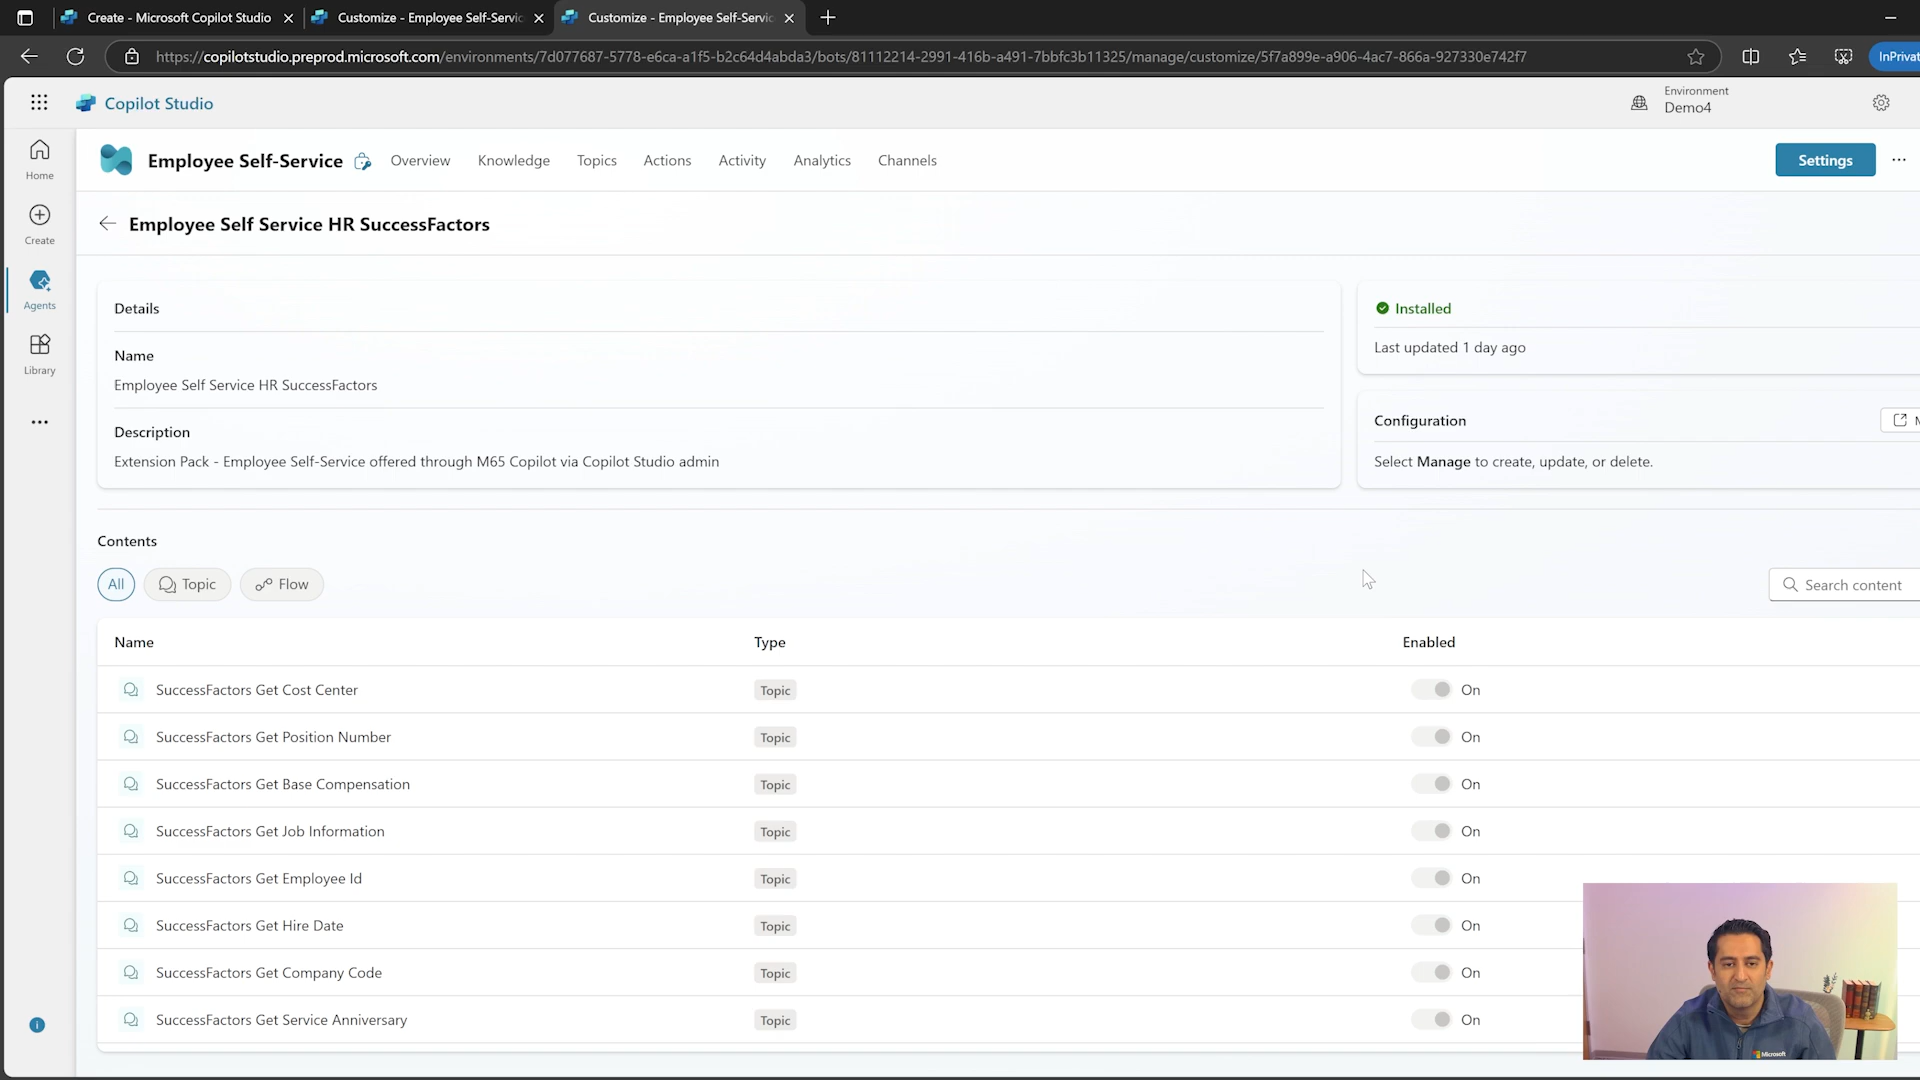 Create - Microsoft Copilot Studio
Customize - Employee Self-Servic
Customize - Employee Self-Servic
https://copilotstudio.preprod.microsoft.com/environments/7d077687-5778-e6ca-a1f5-b2c64d4abda3/bots/81112214-2991-416b-a491-7bbfc3b11325/manage/customize/5f7a899e-a906-4ac7-866a-927330e742f7
InPrivat
Copilot Studio
Environment
Demo4
Home
Create
Agents
Library
Employee Self-Service
Overview
Knowledge
Topics
Actions
Activity
Analytics
Channels
Settings
Employee Self Service HR SuccessFactors
Details
Name
Employee Self Service HR SuccessFactors
Description
Extension Pack - Employee Self-Service offered through M65 Copilot via Copilot Studio admin
Installed
Last updated 1 day ago
Configuration
M
Select Manage to create, update, or delete.
Contents
All
Topic
Flow
Search content
Name Type Enabled
SuccessFactors Get Cost Center Topic On
SuccessFactors Get Position Number Topic On
SuccessFactors Get Base Compensation Topic On
SuccessFactors Get Job Information Topic On
SuccessFactors Get Employee Id Topic On
SuccessFactors Get Hire Date Topic On
SuccessFactors Get Company Code Topic On
SuccessFactors Get Service Anniversary Topic On
Microsoft